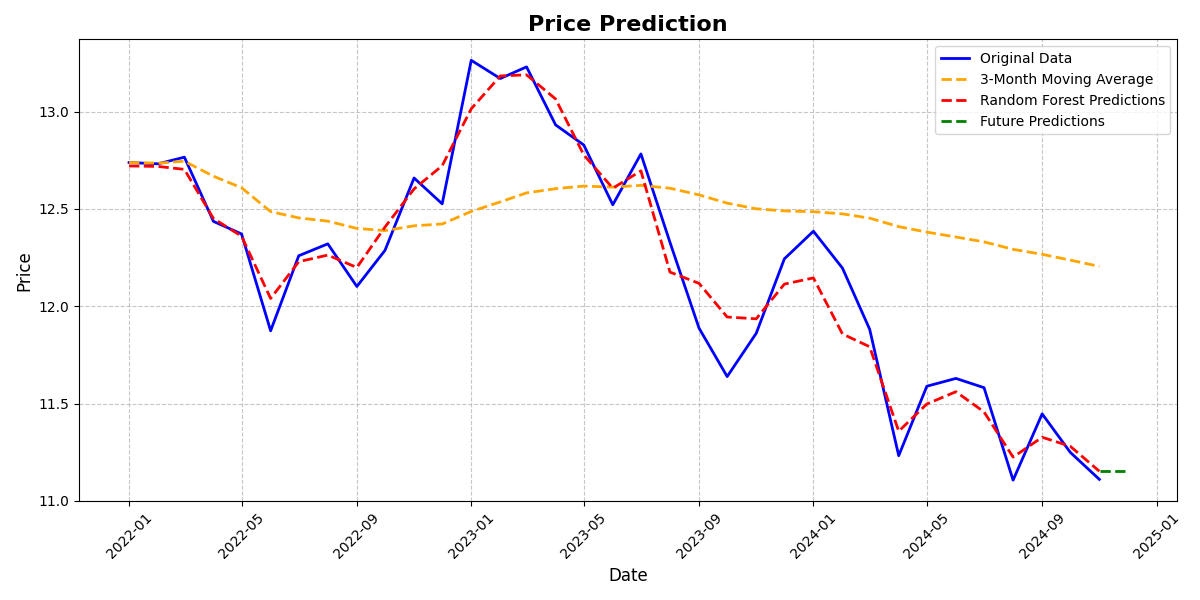 Price Prediction
Original Data
3-Month Moving Average
Random Forest Predictions
Future Predictions
Price
13.0
12.5
12.0
11.5
11.0
2022-01
2022-05
2022-09
2023-01
2023-05
2023-09
2024-01
2024-05
2024-09
2025-01
Date